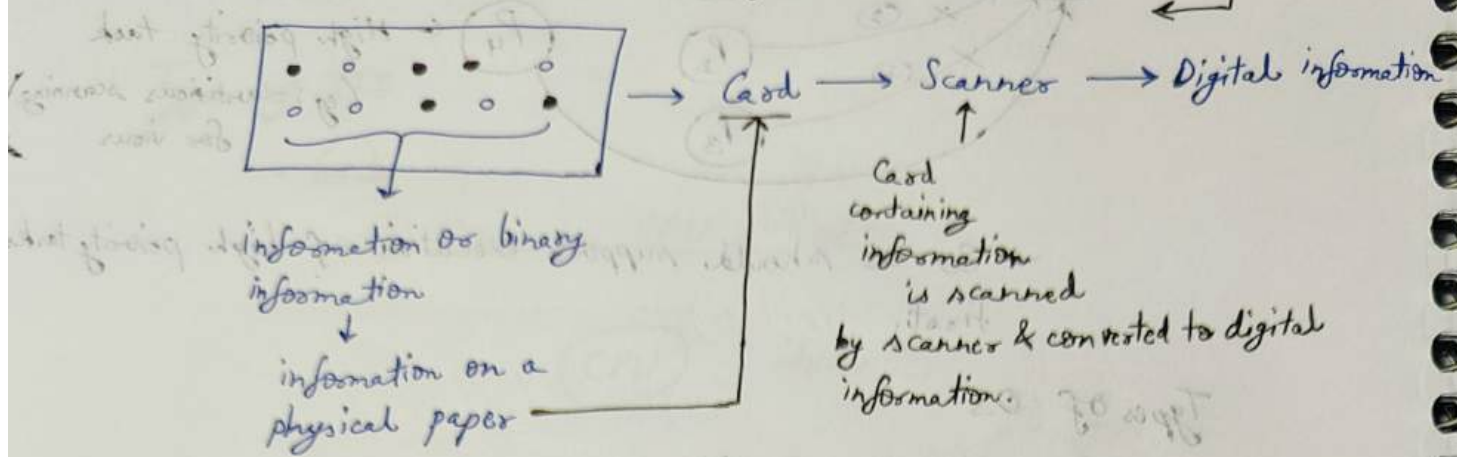 Card → Scanner → Digital information
information or binary
information
↓
information on a
physical paper
↑
Card
containing
information
is scanned
by scanner & converted to digital
information.